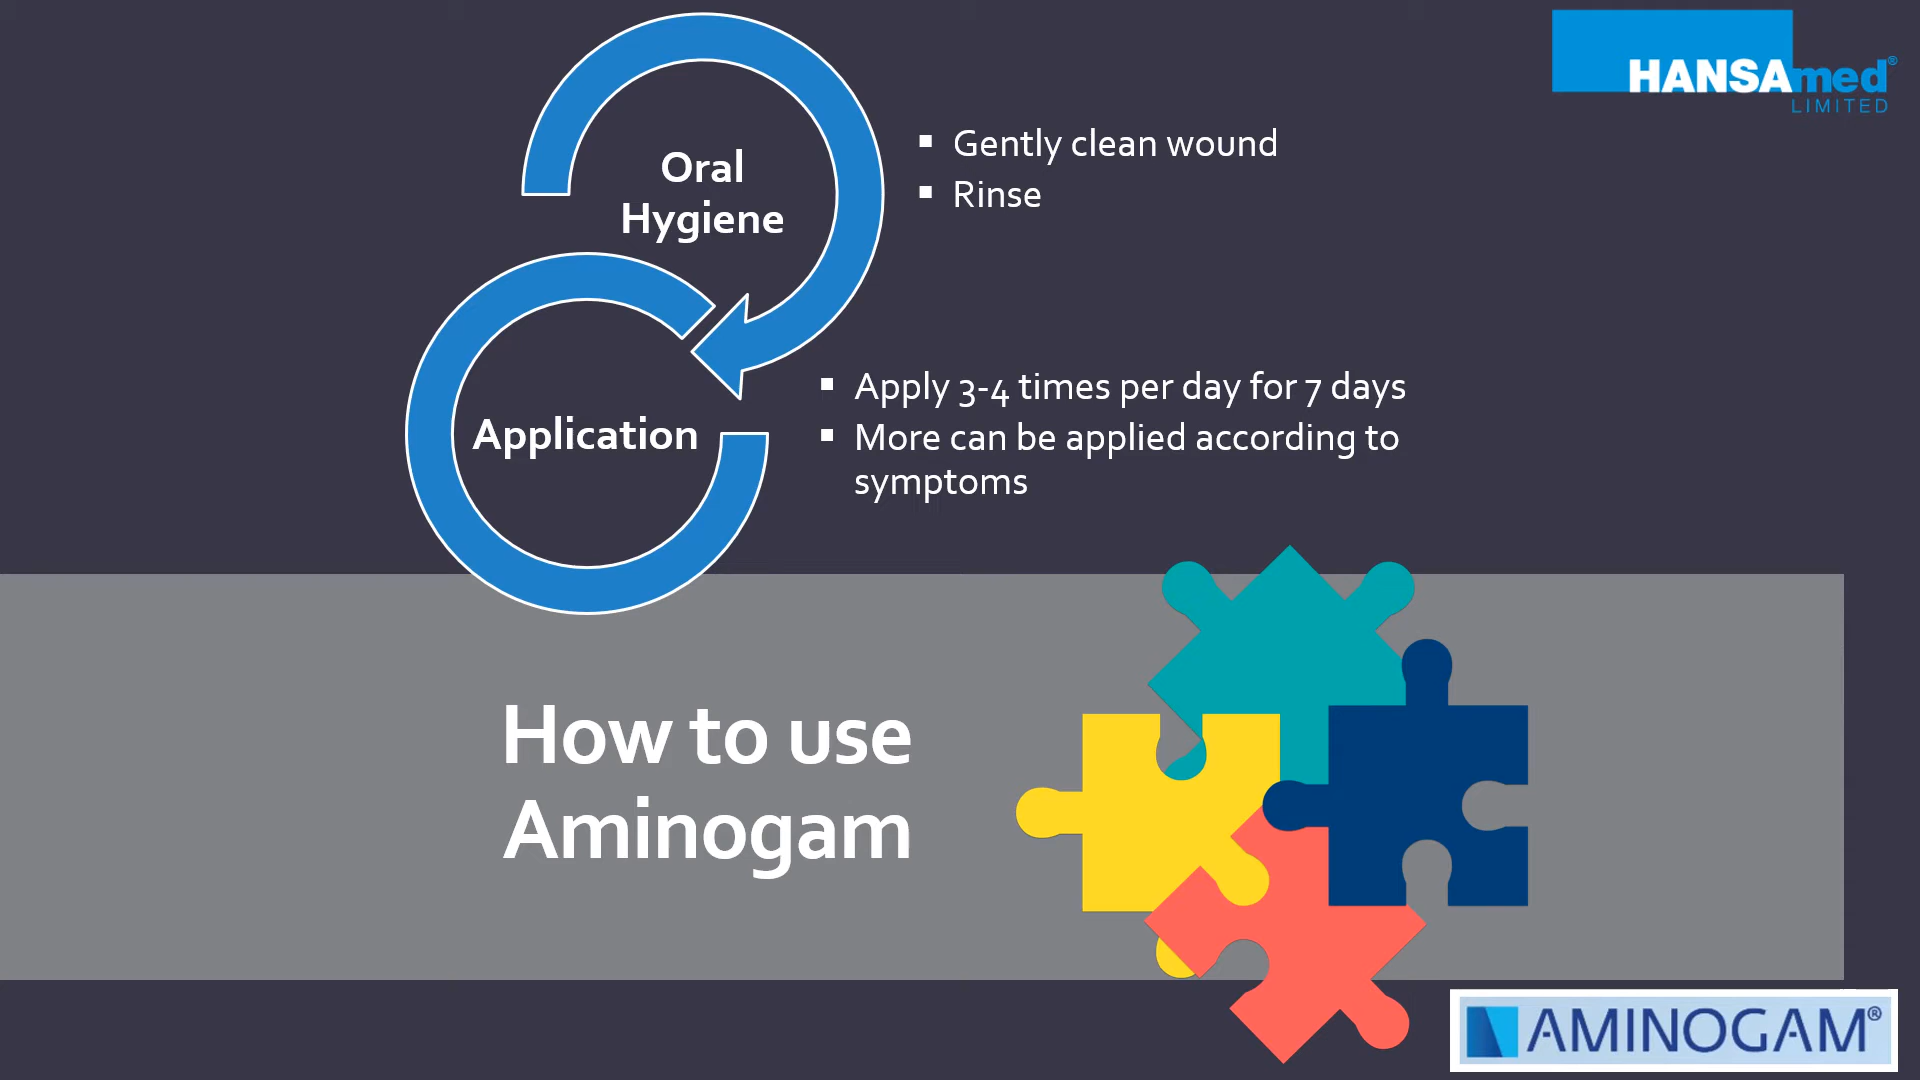 HANSAmed®
LIMITED
Oral
Hygiene
▪ Gently clean wound
▪ Rinse
Application
▪ Apply 3-4 times per day for 7 days
▪ More can be applied according to
symptoms
How to use
Aminogam
AMINOGAM®